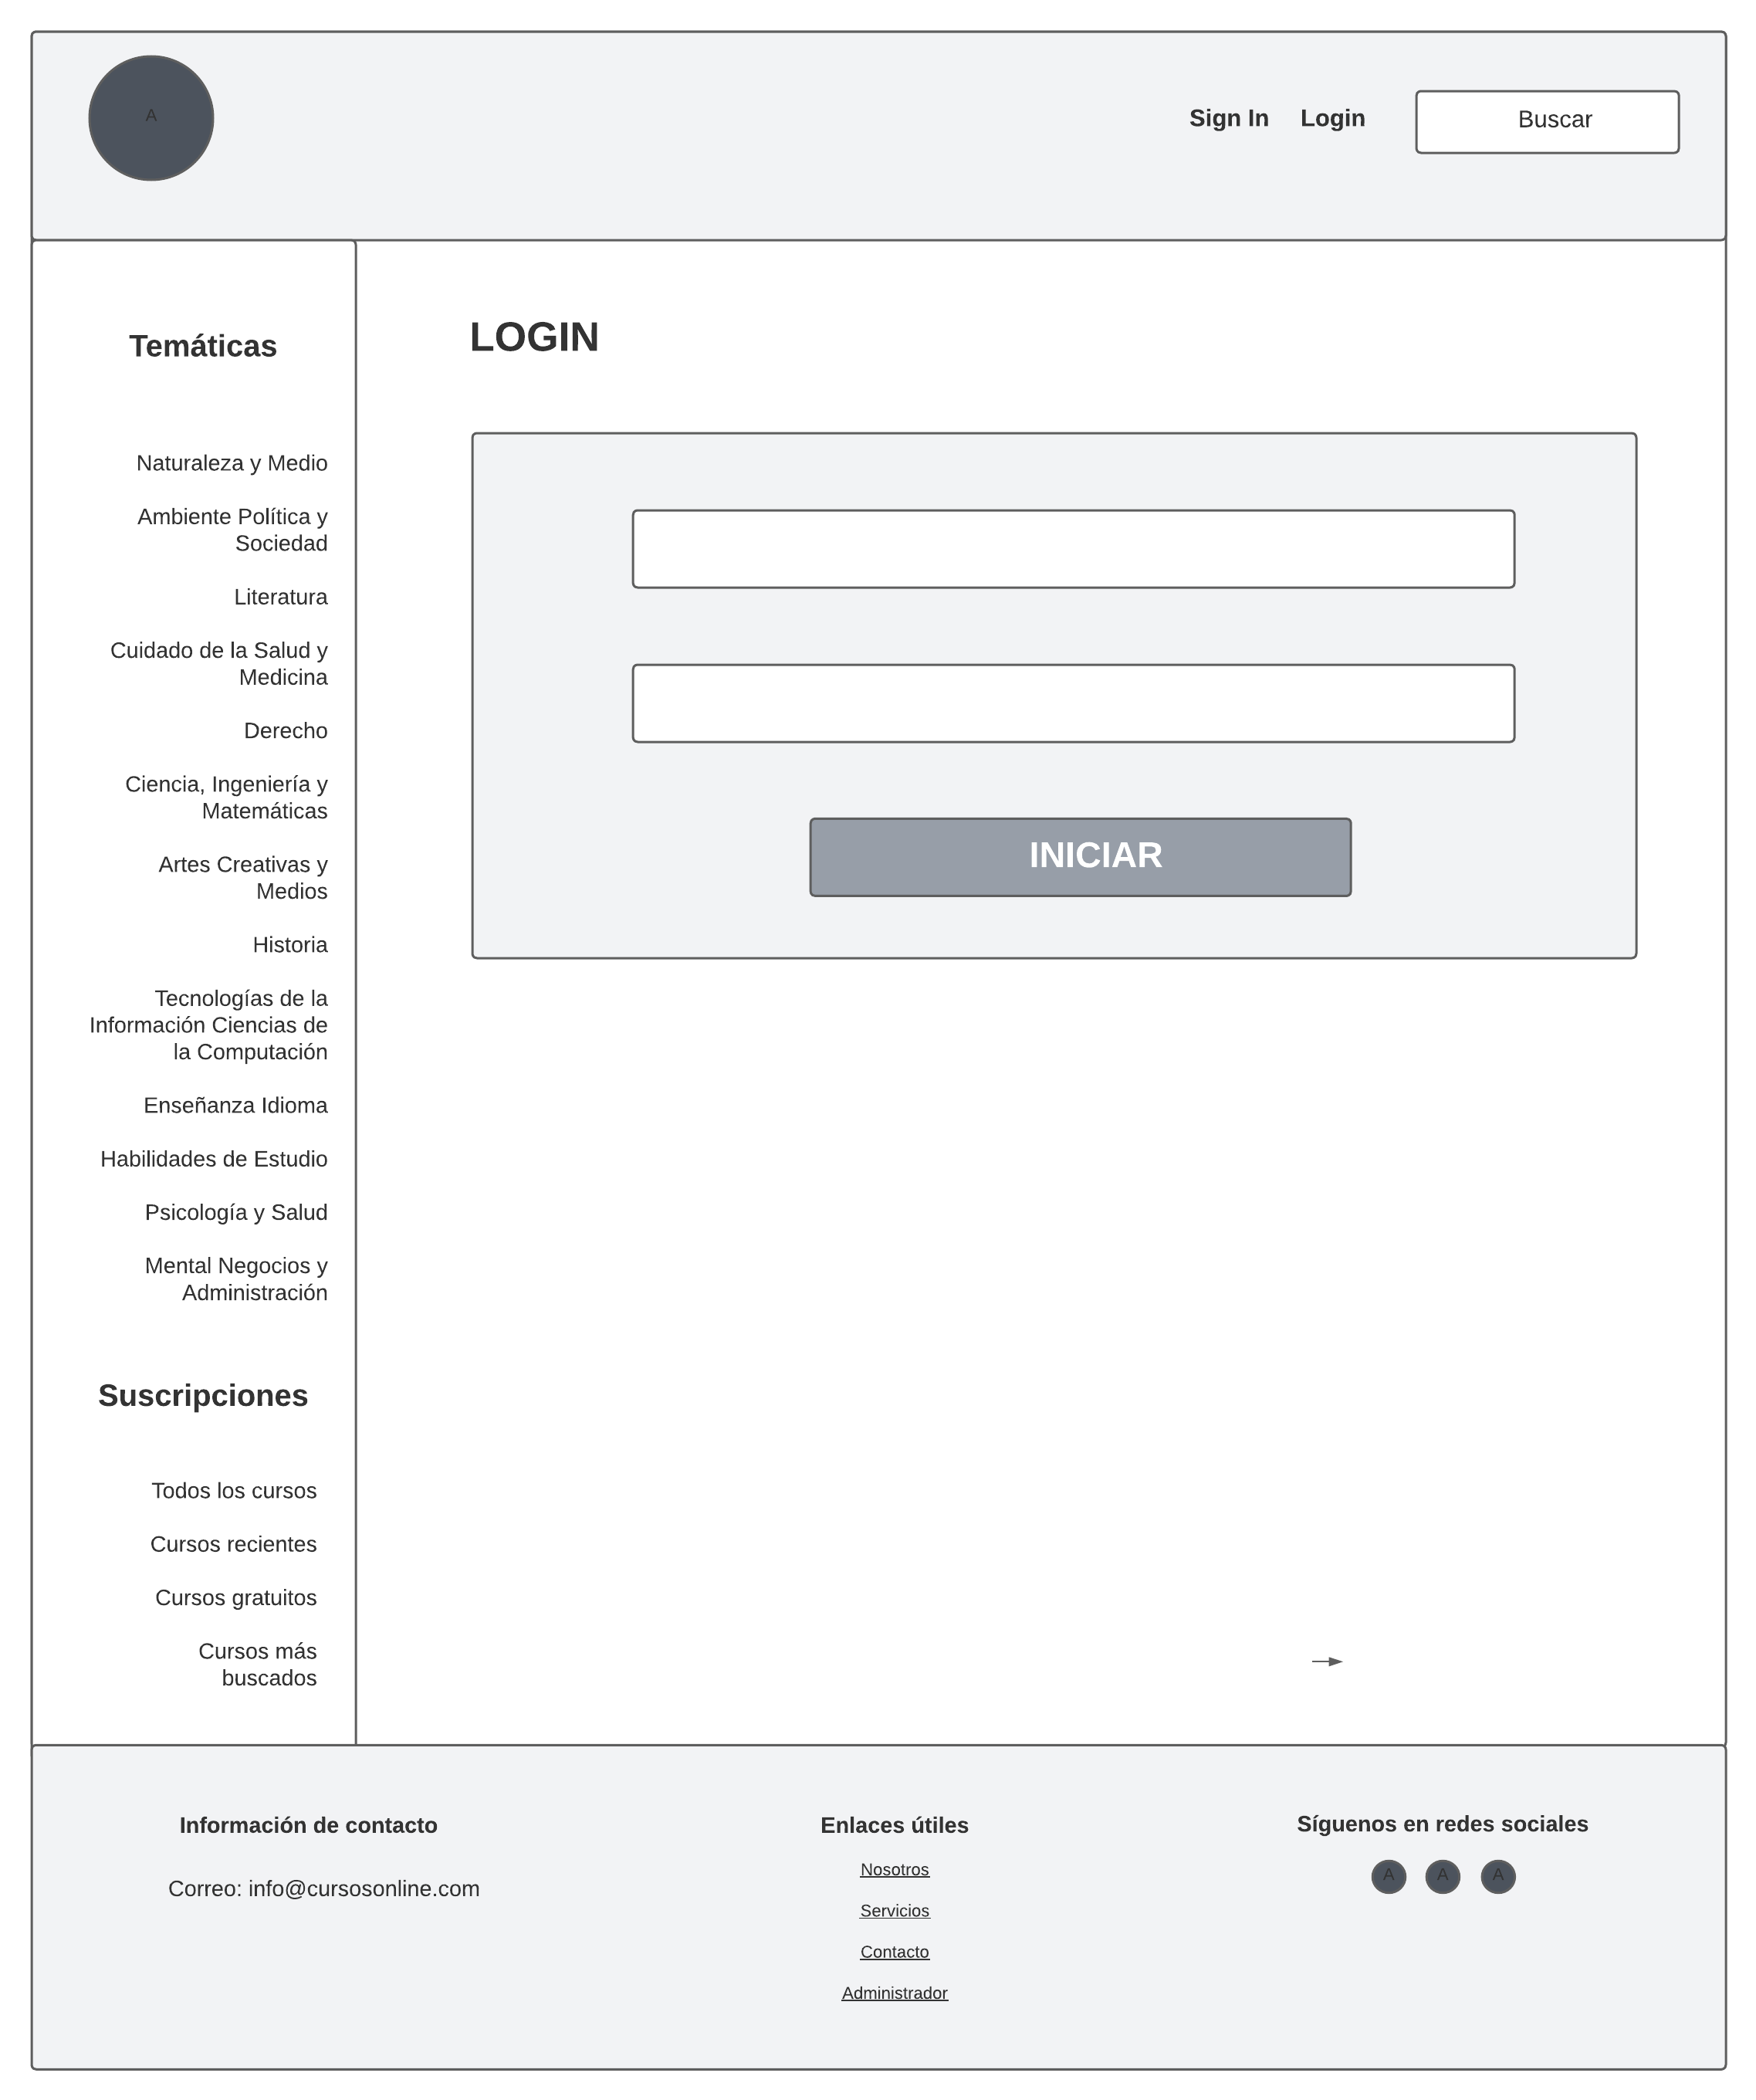 A
Sign In
Login
Buscar
Temáticas
Naturaleza y Medio
Ambiente Política y
Sociedad
Literatura
Cuidado de la Salud y
Medicina
Derecho
Ciencia, Ingeniería y
Matemáticas
Artes Creativas y
Medios
Historia
Tecnologías de la
Información Ciencias de
la Computación
Enseñanza Idioma
Habilidades de Estudio
Psicología y Salud
Mental Negocios y
Administración
Suscripciones
Todos los cursos
Cursos recientes
Cursos gratuitos
Cursos más
buscados
LOGIN
INICIAR
Información de contacto
Correo: info@cursosonline.com
Enlaces útiles
Nosotros
Servicios
Contacto
Administrador
Síguenos en redes sociales
A A A